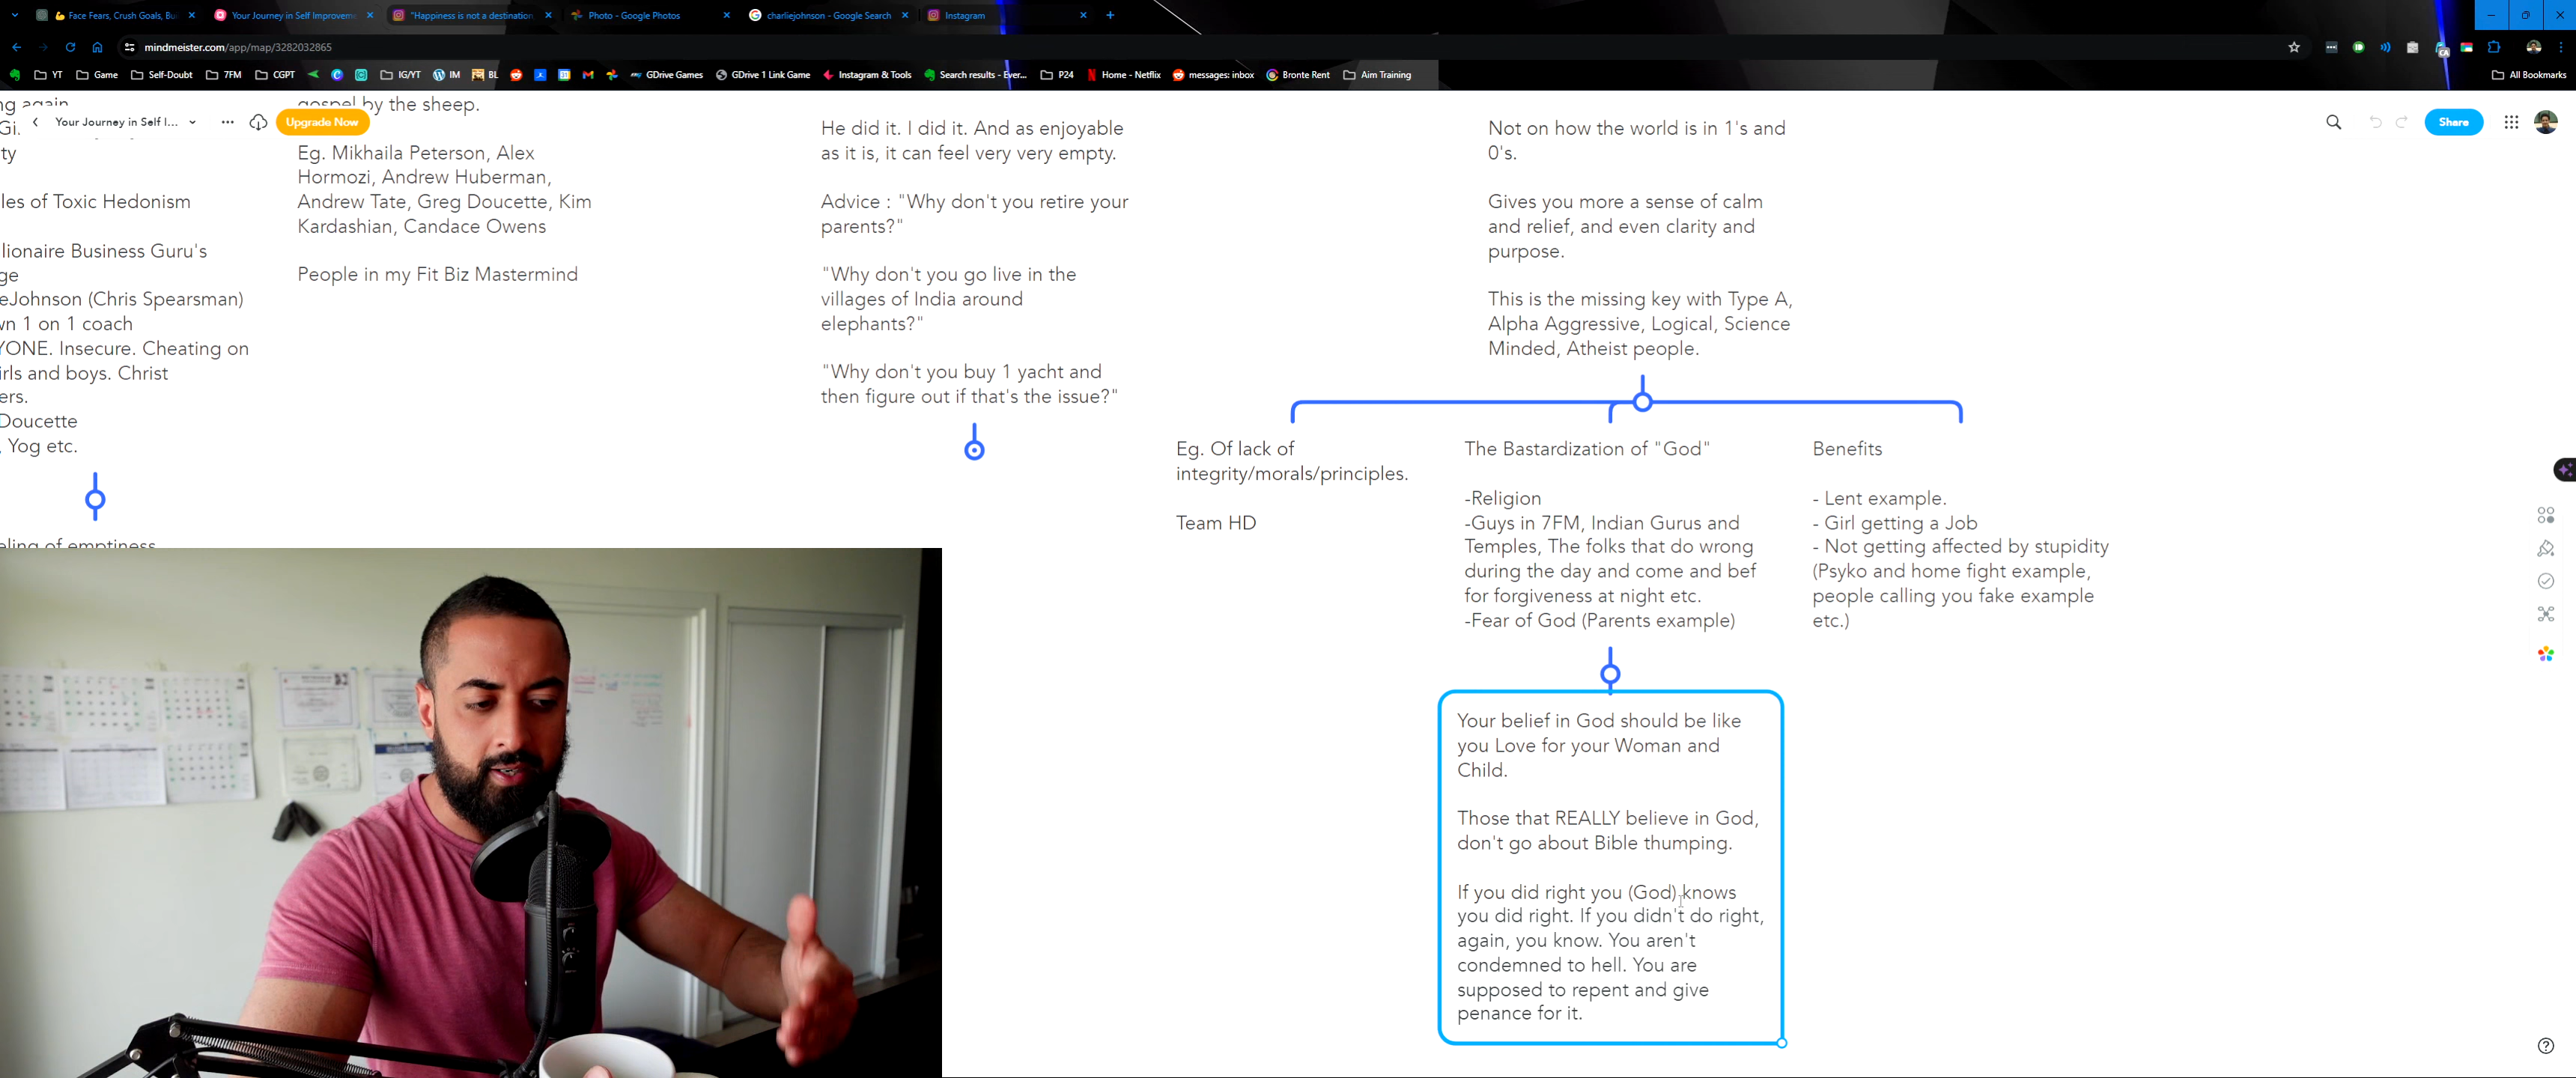 Face Fears, Crush Goals, Bu
Your Journey in Self Improveme
"Happiness is not a destination
Photo - Google Photos
charliejohnson - Google Search
Instagram
mindmeister.com/app/map/3282032865
YT
Game
Self-Doubt
7FM
CGPT
IG/YT
IM
BL
GDrive Games
GDrive 1 Link Game
Instagram & Tools
Search results - Ever...
P24
Home - Netflix
messages: inbox
Bronte Rent
Aim Training
All Bookmarks
Your Journey in Self I...
Upgrade Now
Share
ng again
Gi
ty
les of Toxic Hedonism
lionaire Business Guru's
ge
eJohnson (Chris Spearsman)
vn 1 on 1 coach
YONE. Insecure. Cheating on
irls and boys. Christ
ers.
Doucette
, Yog etc.
eling of emptiness
gospel by the sheep.
Eg. Mikhaila Peterson, Alex
Hormozi, Andrew Huberman,
Andrew Tate, Greg Doucette, Kim
Kardashian, Candace Owens
People in my Fit Biz Mastermind
He did it. I did it. And as enjoyable
as it is, it can feel very very empty.
Advice : "Why don't you retire your
parents?"
"Why don't you go live in the
villages of India around
elephants?"
"Why don't you buy 1 yacht and
then figure out if that's the issue?"
Not on how the world is in 1's and
0's.
Gives you more a sense of calm
and relief, and even clarity and
purpose.
This is the missing key with Type A,
Alpha Aggressive, Logical, Science
Minded, Atheist people.
Eg. Of lack of
integrity/morals/principles.
Team HD
The Bastardization of "God"
-Religion
-Guys in 7FM, Indian Gurus and
Temples, The folks that do wrong
during the day and come and bef
for forgiveness at night etc.
-Fear of God (Parents example)
Benefits
- Lent example.
- Girl getting a Job
- Not getting affected by stupidity
(Psyko and home fight example,
people calling you fake example
etc.)
Your belief in God should be like
you Love for your Woman and
Child.
Those that REALLY believe in God,
don't go about Bible thumping.
If you did right you (God) knows
you did right. If you didn't do right,
again, you know. You aren't
condemned to hell. You are
supposed to repent and give
penance for it.